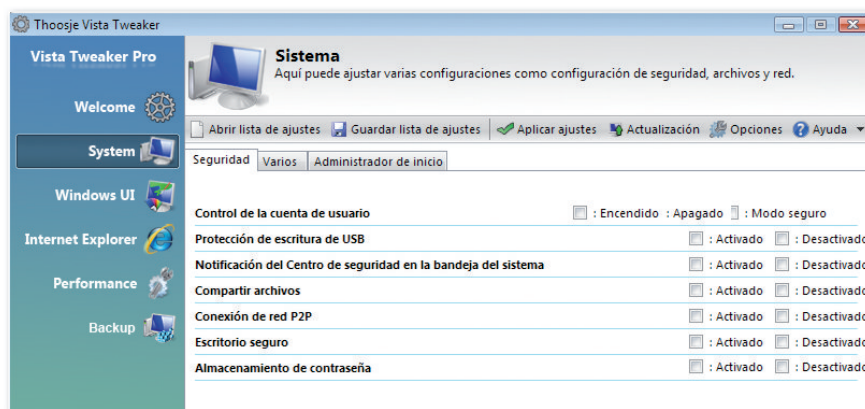 Thoosje Vista Tweaker
Vista Tweaker Pro
Welcome
System
Windows UI
Internet Explorer
Performance
Backup
Sistema
Aquí puede ajustar varias configuraciones como configuración de seguridad, archivos y red.
Abrir lista de ajustes Guardar lista de ajustes Aplicar ajustes Actualización Opciones Ayuda
Seguridad Varios Administrador de inicio
Control de la cuenta de usuario : Encendido : Apagado : Modo seguro
Protección de escritura de USB : Activado : Desactivado
Notificación del Centro de seguridad en la bandeja del sistema : Activado : Desactivado
Compartir archivos : Activado : Desactivado
Conexión de red P2P : Activado : Desactivado
Escritorio seguro : Activado : Desactivado
Almacenamiento de contraseña : Activado : Desactivado